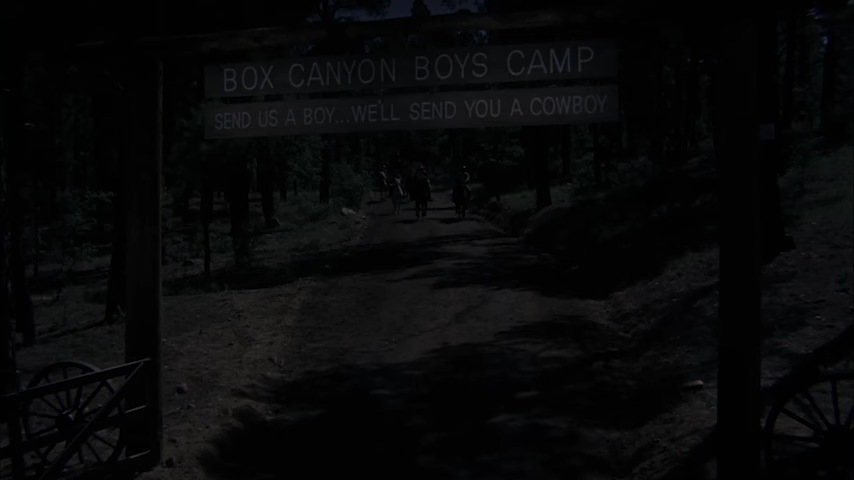 BOX CANYON BOYS CAMP
SEND US A BOY...WE'LL SEND YOU A COWBOY